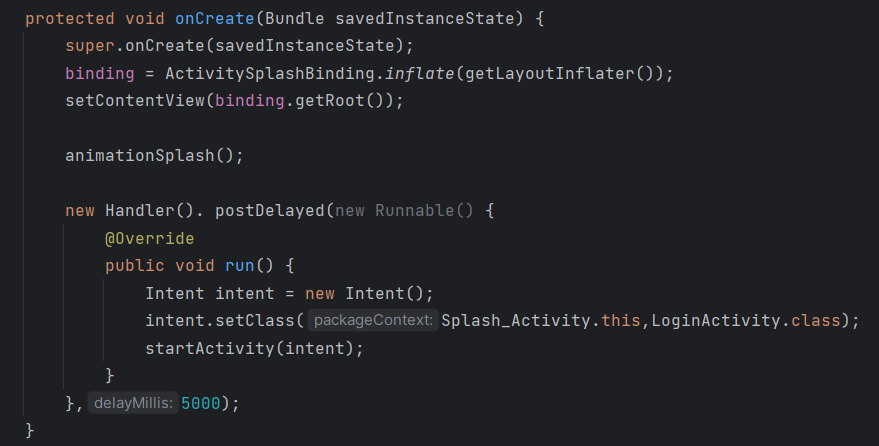 protected void onCreate(Bundle savedInstanceState) {
super.onCreate(savedInstanceState);
binding = ActivitySplashBinding.inflate(getLayoutInflater());
setContentView(binding.getRoot());
animationSplash();
new Handler(). postDelayed(new Runnable() {
@Override
public void run() {
Intent intent = new Intent();
intent.setClass( packageContext: Splash_Activity.this,LoginActivity.class);
startActivity(intent);
}
}, delayMillis: 5000);
}